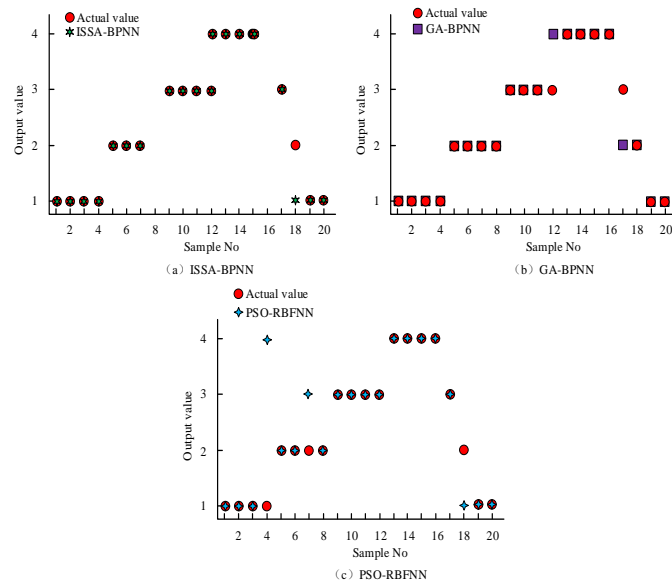 Actual value
ISSA-BPNN
Output value
4
3
2
1
2 4 6 8 10 12 14 16 18 20
Sample No
（a）ISSA-BPNN
Actual value
GA-BPNN
Output value
4
3
2
1
2 4 6 8 10 12 14 16 18 20
Sample No
（b）GA-BPNN
Actual value
PSO-RBFNN
Output value
4
3
2
1
2 4 6 8 10 12 14 16 18 20
Sample No
（c）PSO-RBFNN